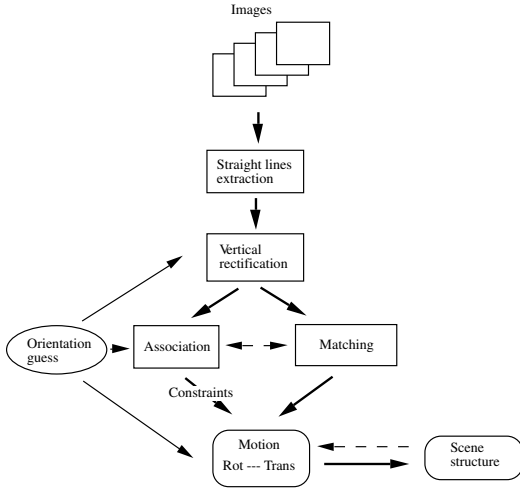 Images
Straight lines
extraction
Vertical
rectification
Orientation
guess
Association
Matching
Constraints
Motion
Rot --- Trans
Scene
structure